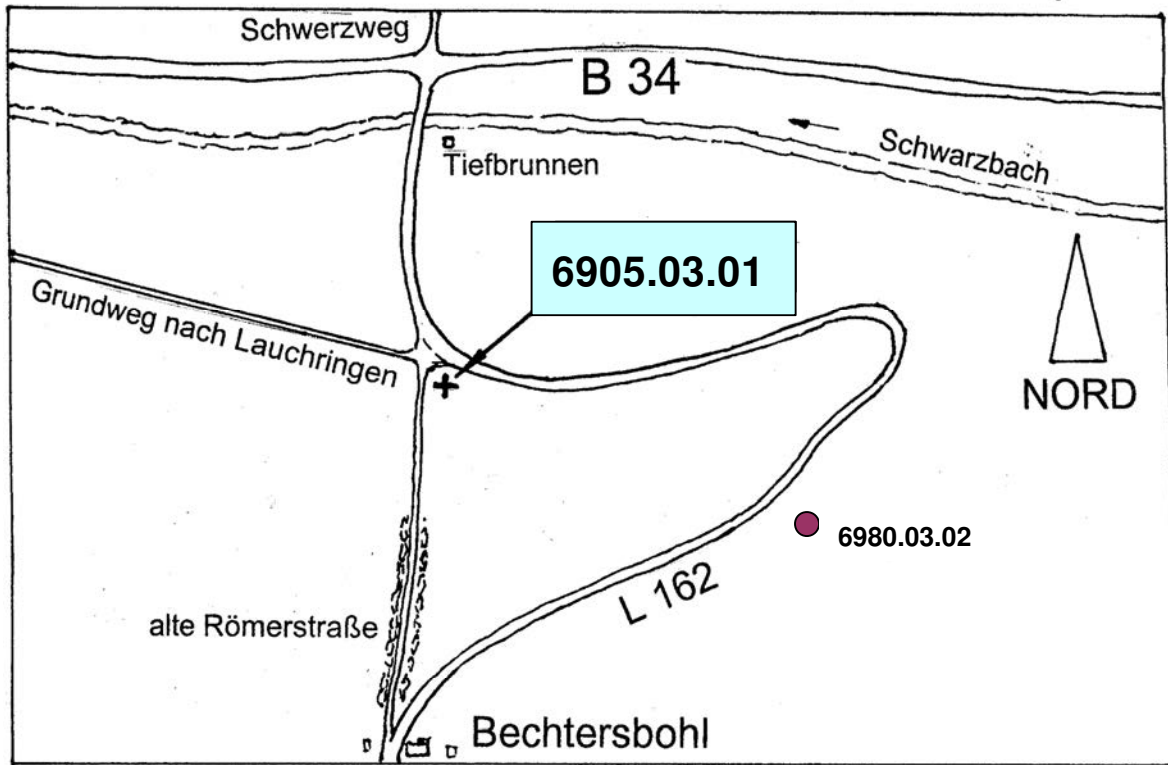 Schwerzweg
B 34
Schwarzbach
Tiefbrunnen
6905.03.01
Grundweg nach Lauchringen
NORD
6980.03.02
L 162
alte Römerstraße
Bechtersbohl